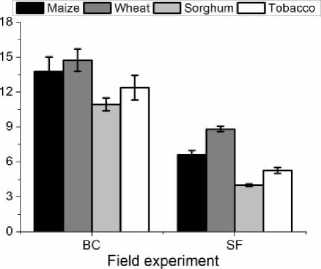 Maize Wheat Sorghum Tobacco
18
15
12
9
6
3
0
BC SF
Field experiment